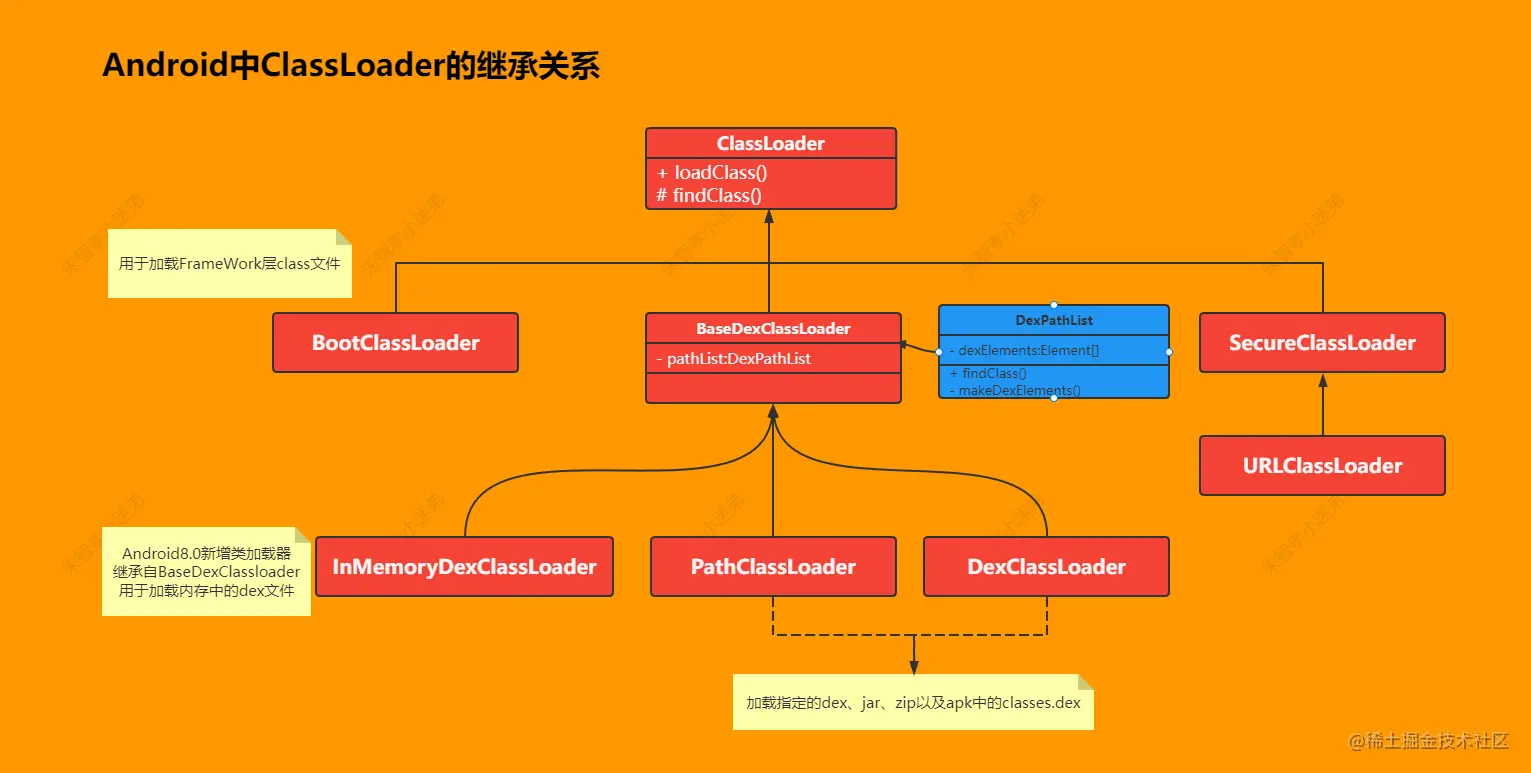 Android中ClassLoader的继承关系
ClassLoader
+ loadClass()
# findClass()
用于加载FrameWork层class文件
BootClassLoader
BaseDexClassLoader
- pathList:DexPathList
DexPathList
- dexElements:Element[]
+ findClass()
- makeDexElements()
SecureClassLoader
URLClassLoader
Android8.0新增类加载器
继承自BaseDexClassloader
用于加载内存中的dex文件
InMemoryDexClassLoader
PathClassLoader
DexClassLoader
加载指定的dex、jar、zip以及apk中的classes.dex
@稀土掘金技术社区